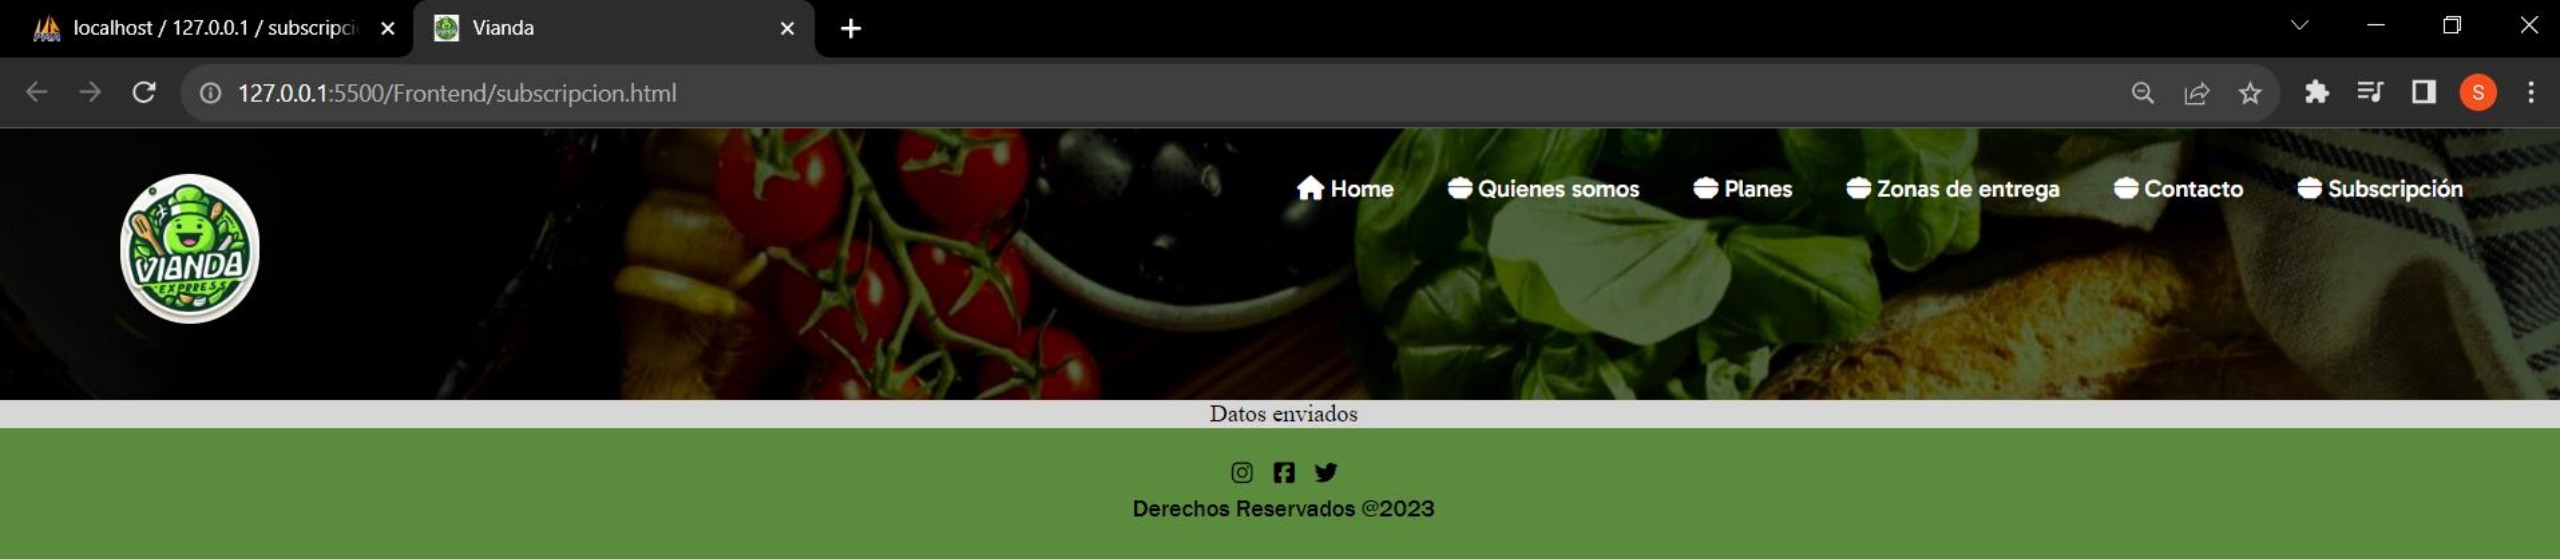 localhost / 127.0.0.1 / subscripci
Vianda
127.0.0.1:5500/Frontend/subscripcion.html
S
Home Quienes somos Planes Zonas de entrega Contacto Subscripción
VIANDA
EXPPRESS
Datos enviados
Derechos Reservados @2023